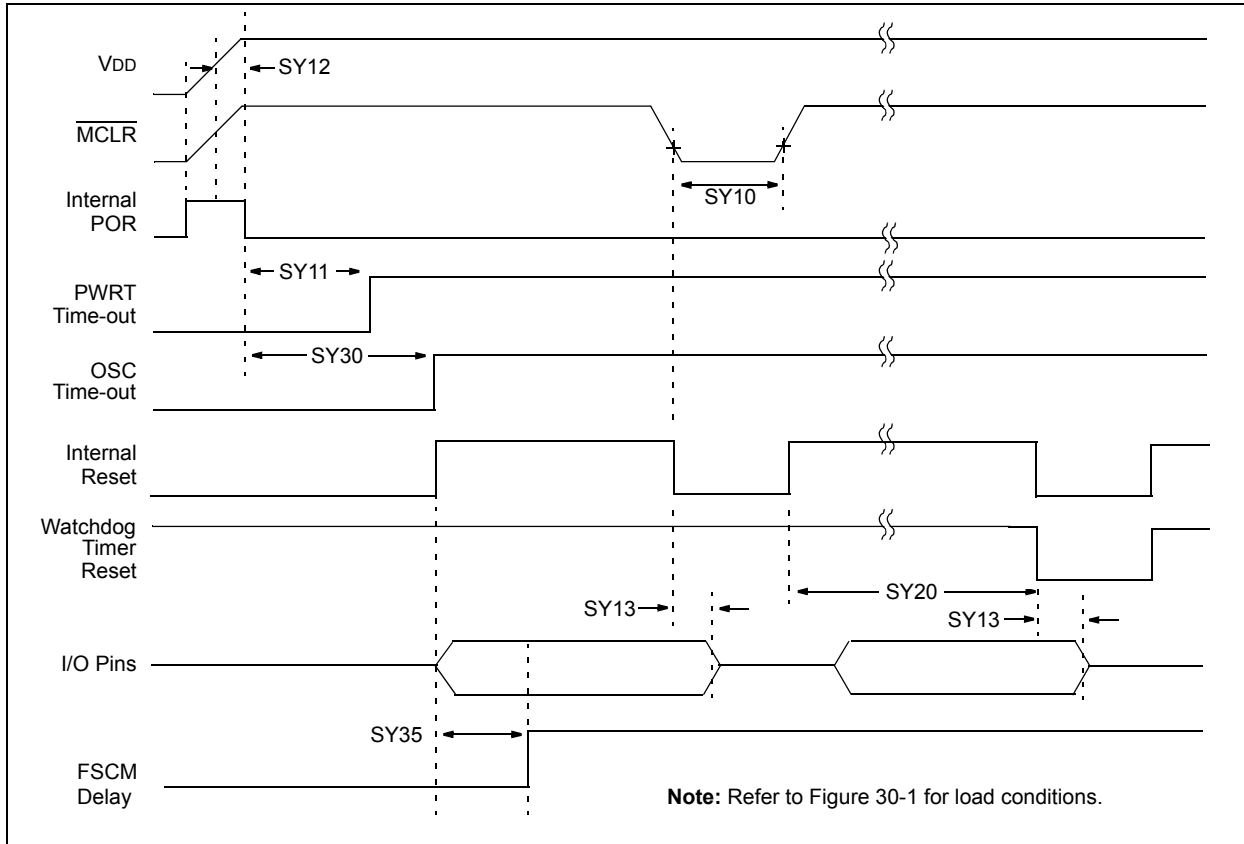 VDD
SY12
MCLR
SY10
Internal
POR
SY11
PWRT
Time-out
SY30
OSC
Time-out
Internal
Reset
Watchdog
Timer
Reset
SY20
SY13
SY13
I/O Pins
SY35
FSCM
Delay
Note: Refer to Figure 30-1 for load conditions.